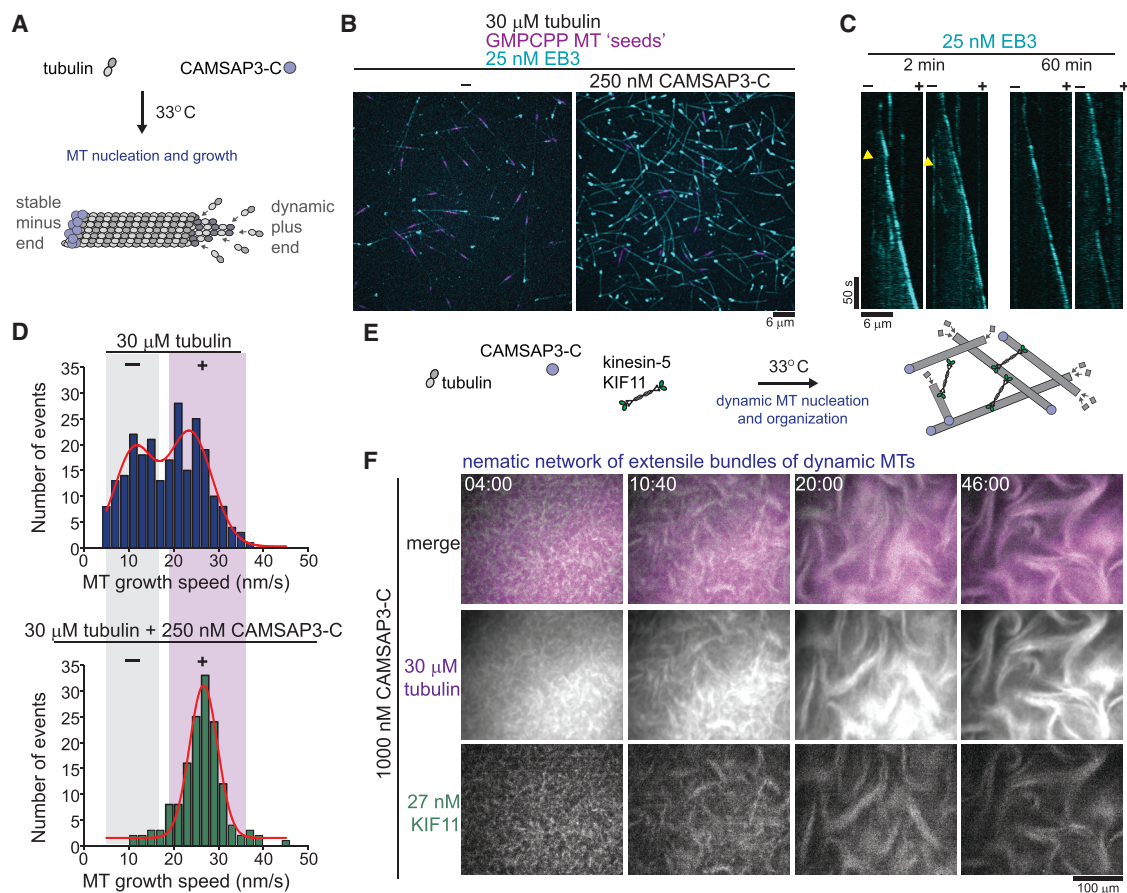 A
tubulin
CAMSAP3-C
33°C
MT nucleation and growth
stable
minus
end
dynamic
plus
end
B
30 μM tubulin
GMPCPP MT 'seeds'
25 nM EB3
–
250 nM CAMSAP3-C
6 μm
C
25 nM EB3
2 min
60 min
– + – + – + – +
50 s
6 μm
D
30 μM tubulin
– +
Number of events
35
30
25
20
15
10
5
0
0 10 20 30 40 50
MT growth speed (nm/s)
30 μM tubulin + 250 nM CAMSAP3-C
– +
Number of events
35
30
25
20
15
10
5
0
0 10 20 30 40 50
MT growth speed (nm/s)
E
tubulin
CAMSAP3-C
kinesin-5
KIF11
33°C
dynamic MT nucleation
and organization
F
nematic network of extensile bundles of dynamic MTs
04:00 10:40 20:00 46:00
1000 nM CAMSAP3-C
merge
30 μM
tubulin
27 nM
KIF11
100 μm